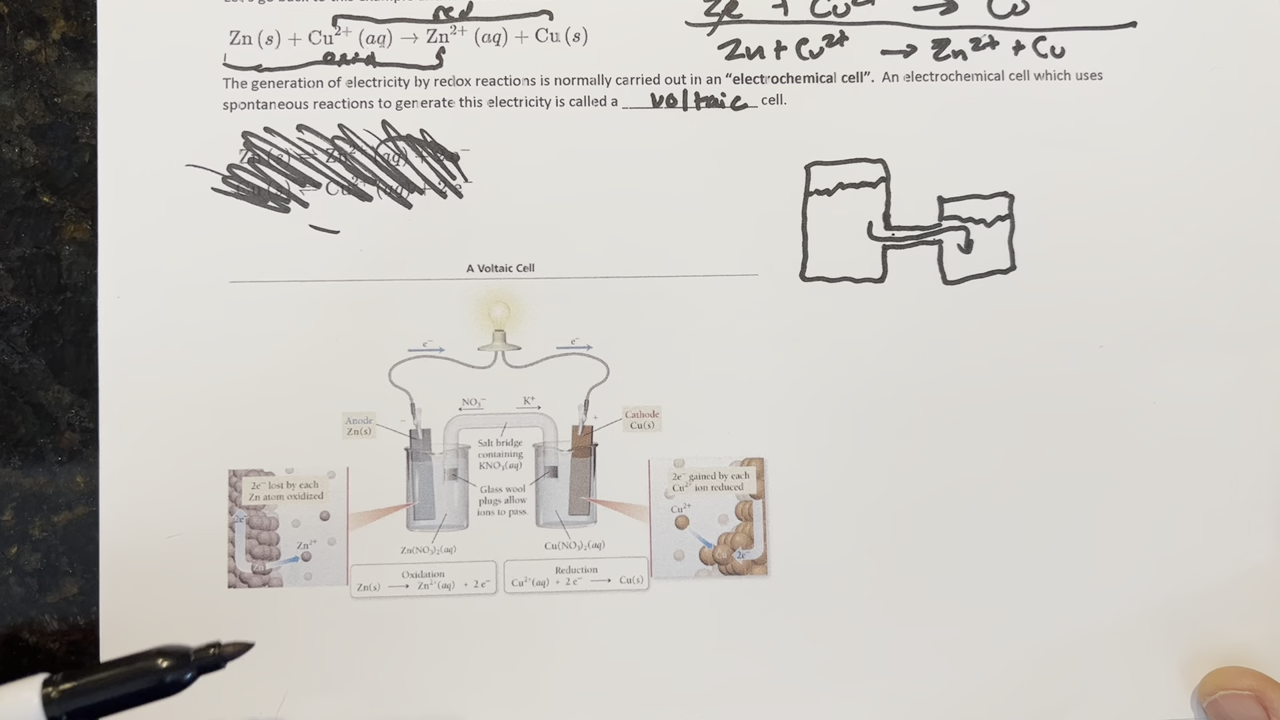 red
Zn (s) + Cu²⁺ (aq) → Zn²⁺ (aq) + Cu (s)
Zn + Cu²⁺ → Zn²⁺ + Cu
The generation of electricity by redox reactions is normally carried out in an “electrochemical cell”. An electrochemical cell which uses
spontaneous reactions to generate this electricity is called a voltaic cell.
A Voltaic Cell
e⁻ e⁻
NO₃⁻ K⁺
Anode
Zn(s)
Cathode
Cu(s)
Salt bridge
containing
KNO₃(aq)
Glass wool
plugs allow
ions to pass.
2e⁻ lost by each
Zn atom oxidized
2e⁻
Zn²⁺
2e⁻ gained by each
Cu²⁺ ion reduced
Cu²⁺
2e⁻
Zn(NO₃)₂(aq)
Cu(NO₃)₂(aq)
Oxidation
Zn(s) → Zn²⁺(aq) + 2 e⁻
Reduction
Cu²⁺(aq) + 2 e⁻ → Cu(s)